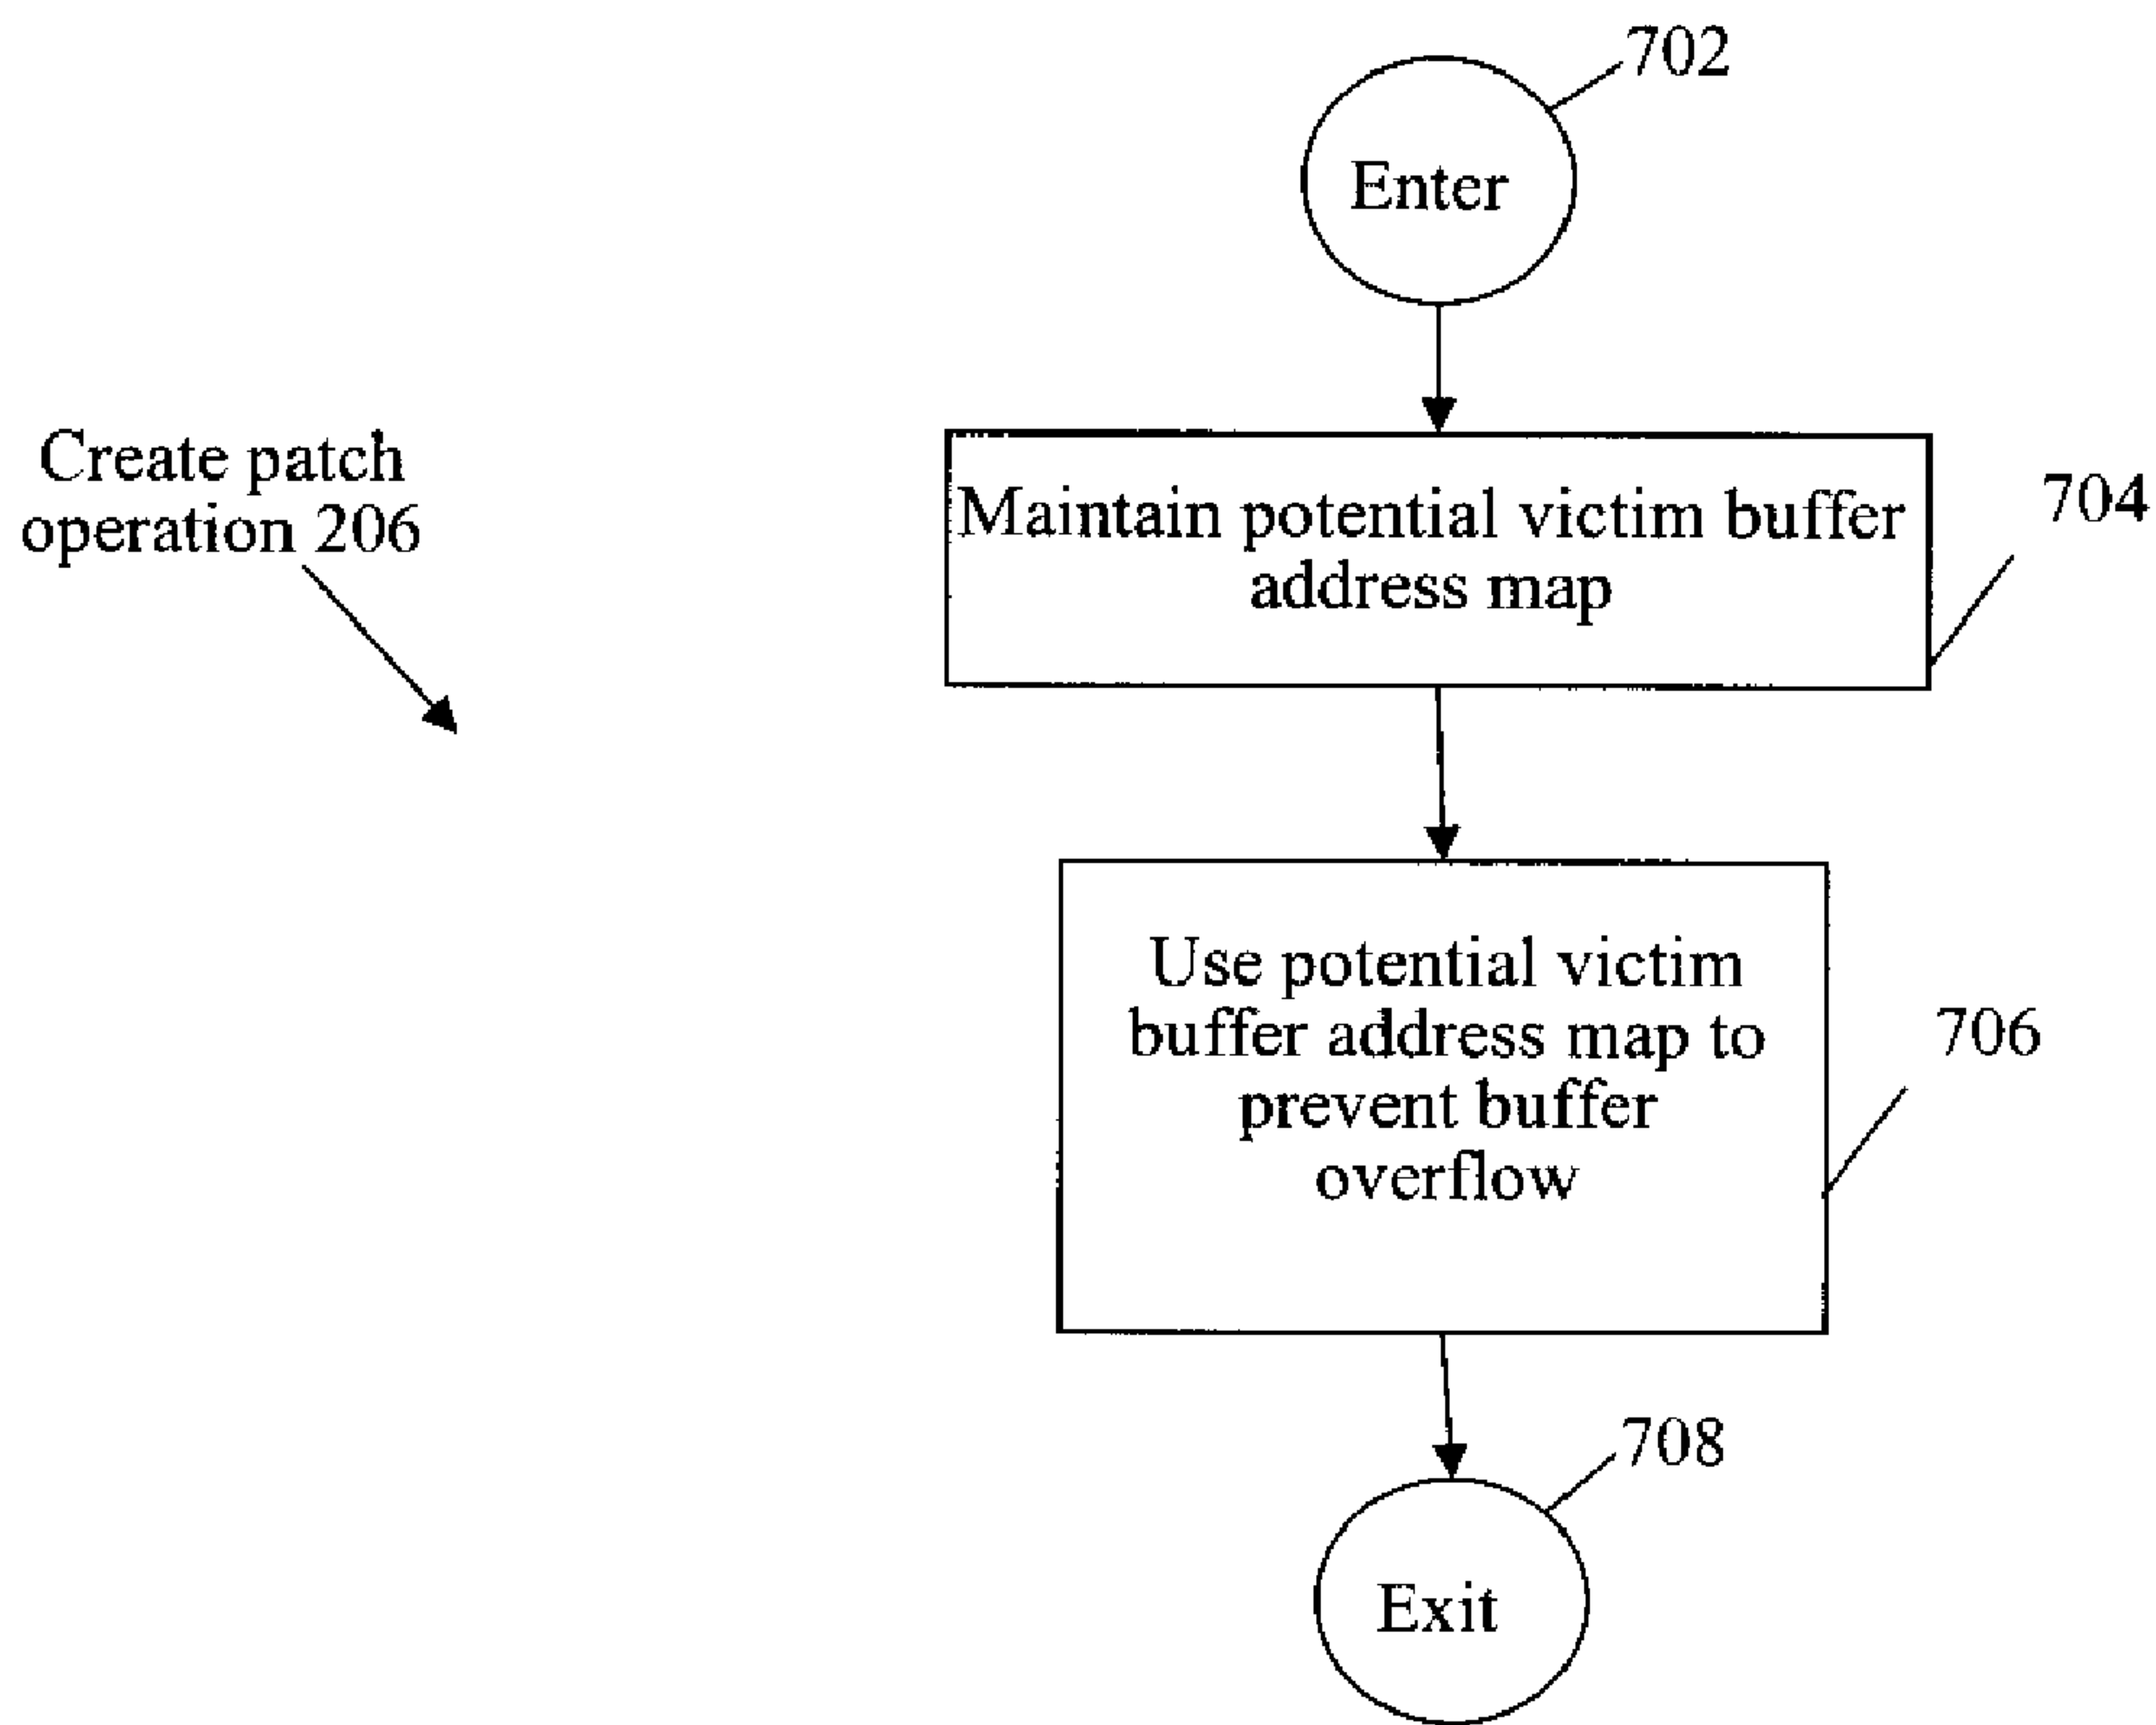 702
Enter
Create patch
operation 206
Maintain potential victim buffer
address map
704
Use potential victim
buffer address map to
prevent buffer
overflow
706
708
Exit